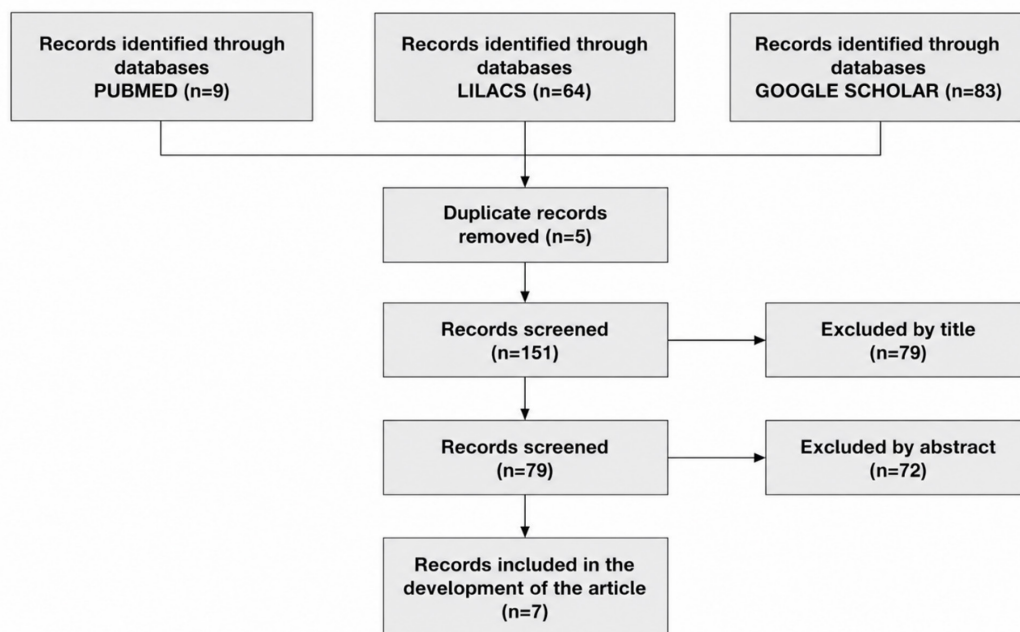 Records identified through
databases
PUBMED (n=9)
Records identified through
databases
LILACS (n=64)
Records identified through
databases
GOOGLE SCHOLAR (n=83)
Duplicate records
removed (n=5)
Records screened
(n=151)
Excluded by title
(n=79)
Records screened
(n=79)
Excluded by abstract
(n=72)
Records included in the
development of the article
(n=7)